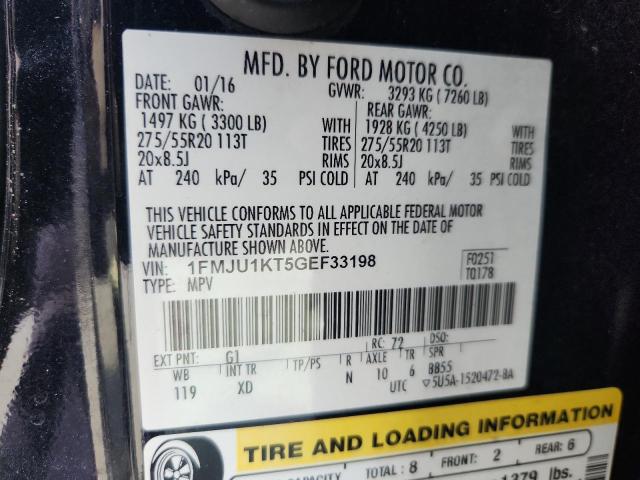 MFD. BY FORD MOTOR CO.
DATE: 01/16 GVWR: 3293 KG ( 7260 LB)
FRONT GAWR: REAR GAWR:
1497 KG ( 3300 LB) WITH 1928 KG ( 4250 LB) WITH
275/55R20 113T TIRES 275/55R20 113T TIRES
20x8.5J RIMS 20x8.5J RIMS
AT 240 kPa/ 35 PSI COLD AT 240 kPa/ 35 PSI COLD
THIS VEHICLE CONFORMS TO ALL APPLICABLE FEDERAL MOTOR
VEHICLE SAFETY STANDARDS IN EFFECT ON THE DATE OF
MANUFACTURE SHOWN ABOVE.
VIN: 1FMJU1KT5GEF33198 F0251
TYPE: MPV T0178
EXT PNT: G1 RC: 72 DSO:
WB INT TR TP/PS R AXLE TR SPR
119 XD N 10 6 BB55
UTC ▽5U5A-1520472-BA
TIRE AND LOADING INFORMATION
CAPACITY TOTAL: 8 FRONT: 2 REAR: 6
1379 lbs.